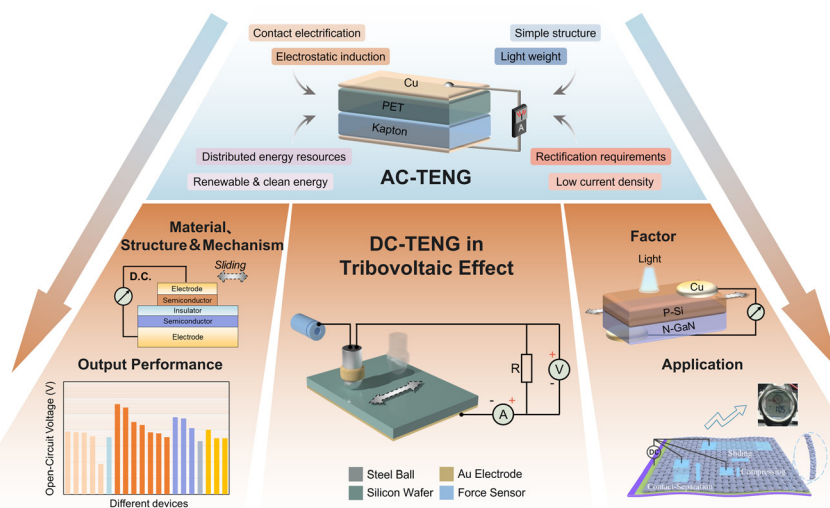 Contact electrification
Simple structure
Electrostatic induction
Light weight
Cu
PET
Kapton
A
Distributed energy resources
Rectification requirements
Renewable & clean energy
AC-TENG
Low current density
Material、
Structure & Mechanism
D.C.
Sliding
Electrode
Semiconductor
Insulator
Semiconductor
Electrode
Output Performance
Open-Circuit Voltage (V)
Different devices
DC-TENG in
Tribovoltaic Effect
R
+
V
-
-
+
A
Steel Ball
Au Electrode
Silicon Wafer
Force Sensor
Factor
Light
Cu
P-Si
N-GaN
Application
DC
Sliding
Compression
Contact-Separation